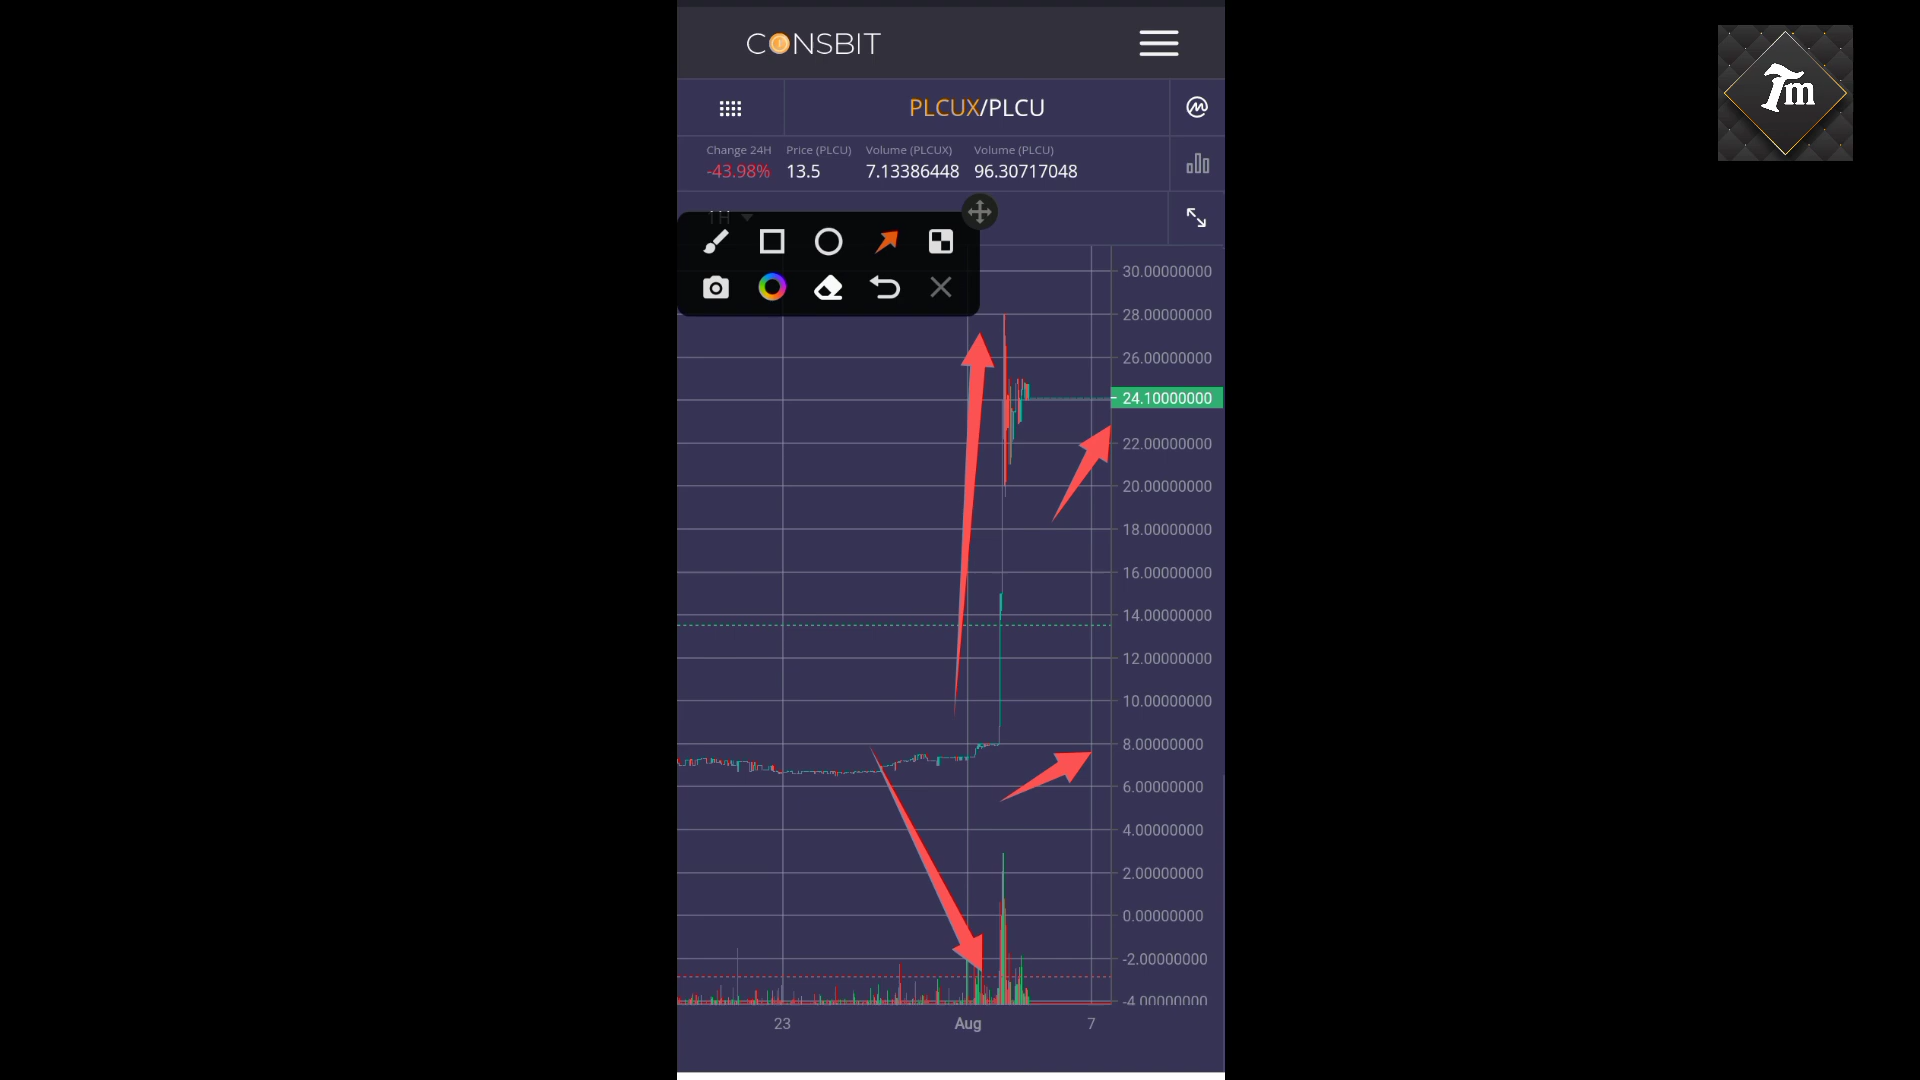 CONSBIT
PLCUX/PLCU
Change 24H Price (PLCU) Volume (PLCUX) Volume (PLCU)
-43.98% 13.5 7.13386448 96.30717048
1H
30.00000000
28.00000000
26.00000000
24.10000000
22.00000000
20.00000000
18.00000000
16.00000000
14.00000000
12.00000000
10.00000000
8.00000000
6.00000000
4.00000000
2.00000000
0.00000000
-2.00000000
-4.00000000
23 Aug 7
Tm